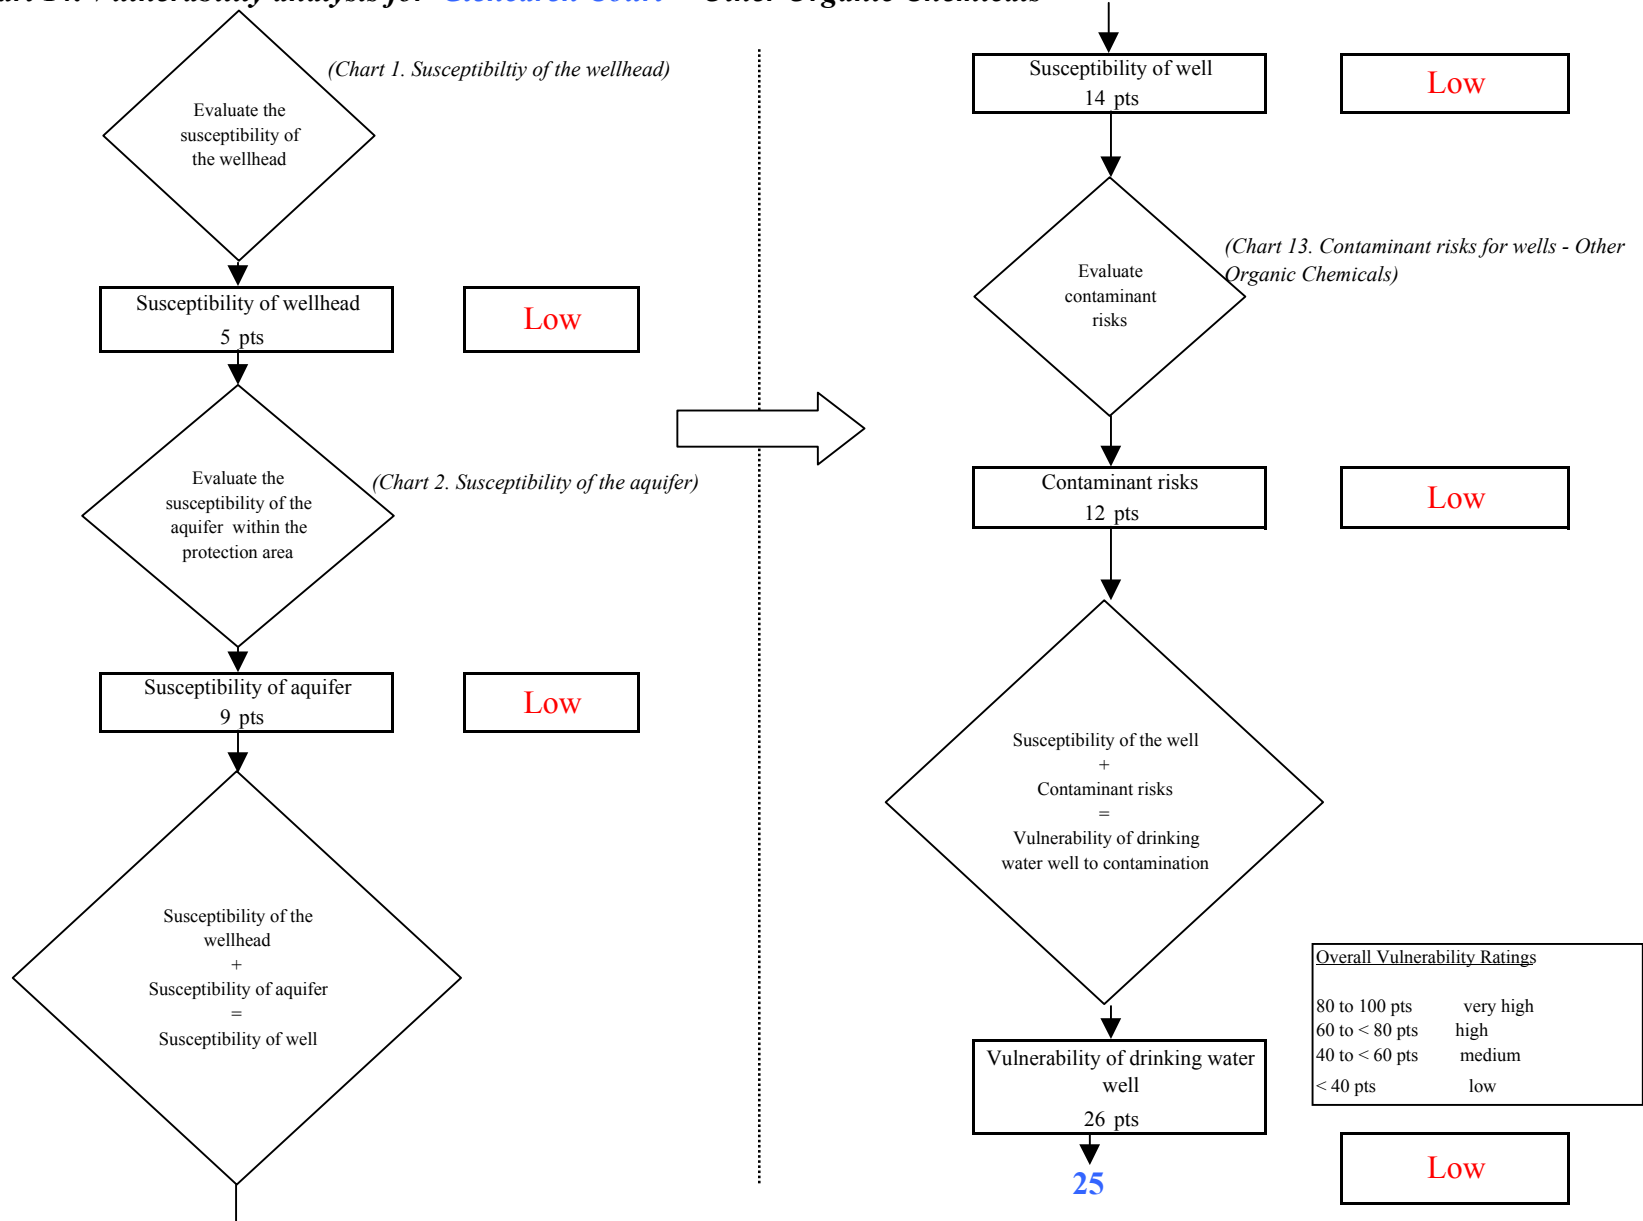 Vulnerability analysis for
Other Organic Chemicals
(Chart 1. Susceptibiltiy of the wellhead)
Evaluate the
susceptibility of
the wellhead
Susceptibility of wellhead
5 pts
Low
Evaluate the
susceptibility of the
aquifer within the
protection area
(Chart 2. Susceptibility of the aquifer)
Susceptibility of aquifer
9 pts
Low
Susceptibility of the
wellhead
+
Susceptibility of aquifer
=
Susceptibility of well
Susceptibility of well
14 pts
Low
Evaluate
contaminant
risks
(Chart 13. Contaminant risks for wells - Other
Organic Chemicals)
Contaminant risks
12 pts
Low
Susceptibility of the well
+
Contaminant risks
=
Vulnerability of drinking
water well to contamination
Overall Vulnerability Ratings
80 to 100 pts very high
60 to < 80 pts high
40 to < 60 pts medium
< 40 pts low
Vulnerability of drinking water
well
26 pts
25
Low